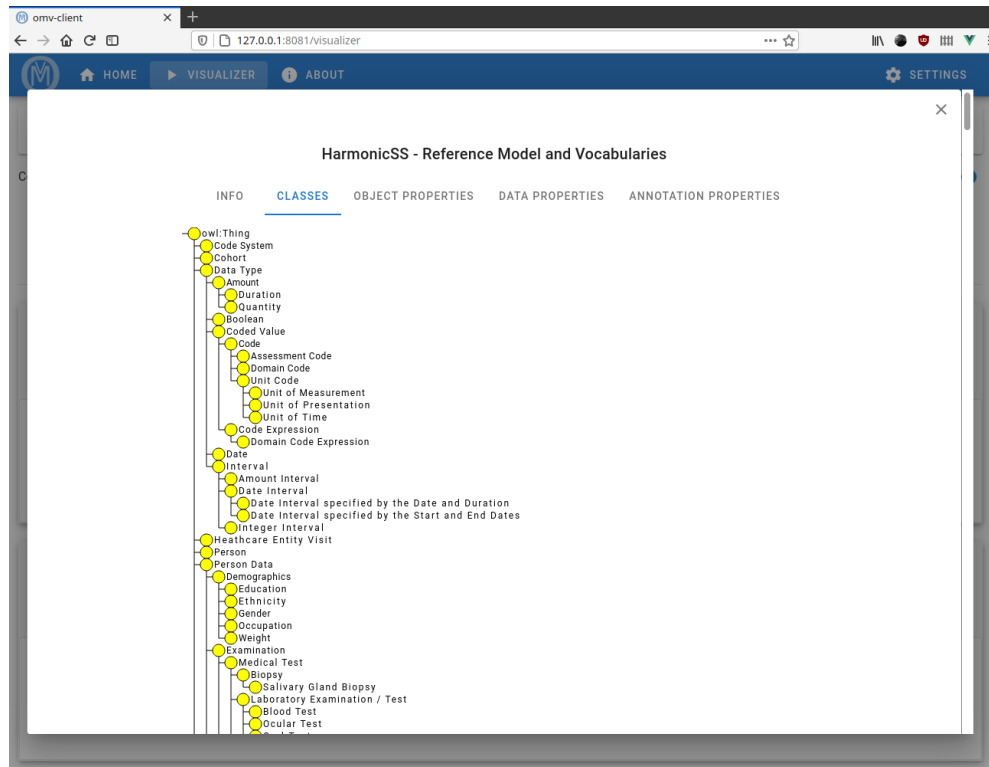 omv-client
127.0.0.1:8081/visualizer
HOME
VISUALIZER
ABOUT
SETTINGS
HarmonicSS - Reference Model and Vocabularies
INFO
CLASSES
OBJECT PROPERTIES
DATA PROPERTIES
ANNOTATION PROPERTIES
owl:Thing
Code System
Cohort
Data Type
Amount
Duration
Quantity
Boolean
Coded Value
Code
Assessment Code
Domain Code
Unit Code
Unit of Measurement
Unit of Presentation
Unit of Time
Code Expression
Domain Code Expression
Date
Interval
Amount Interval
Date Interval
Date Interval specified by the Date and Duration
Date Interval specified by the Start and End Dates
Integer Interval
Heathcare Entity Visit
Person
Person Data
Demographics
Education
Ethnicity
Gender
Occupation
Weight
Examination
Medical Test
Biopsy
Salivary Gland Biopsy
Laboratory Examination / Test
Blood Test
Ocular Test